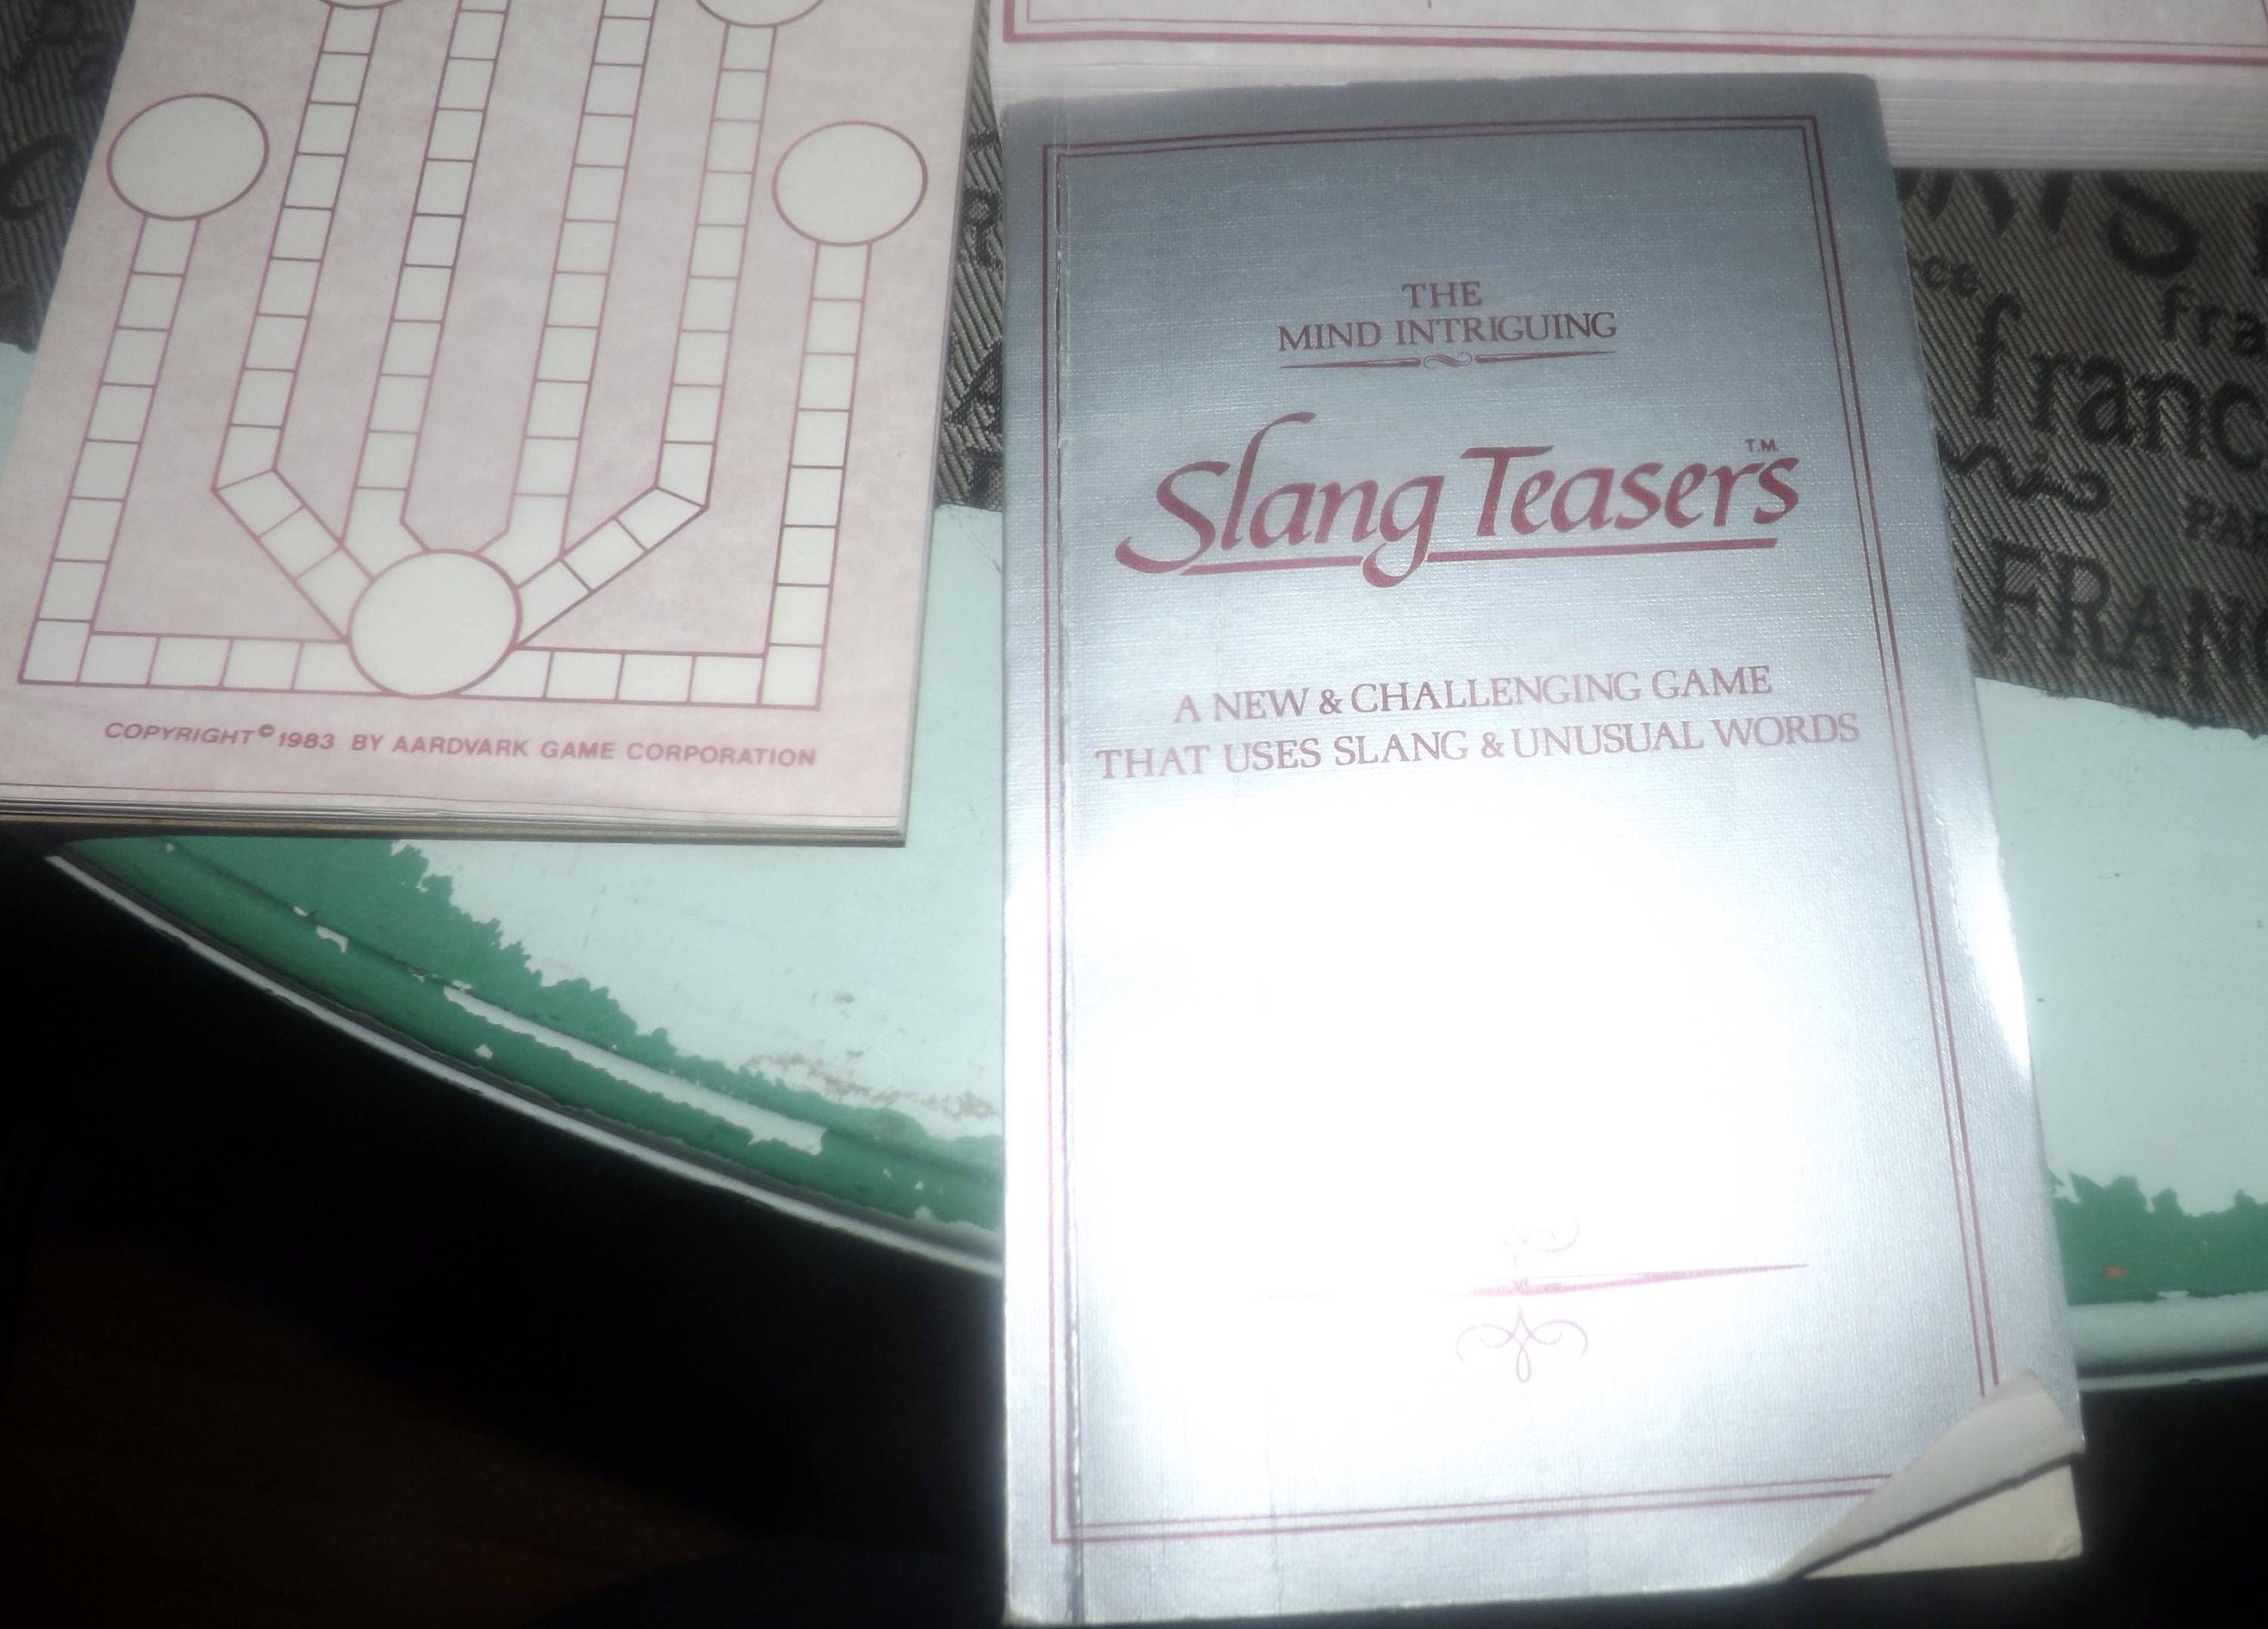 COPYRIGHT © 1983 BY AARDVARK GAME CORPORATION
THE
MIND INTRIGUING
Slang Teasers T.M.
A NEW & CHALLENGING GAME
THAT USES SLANG & UNUSUAL WORDS
franc
FRAN